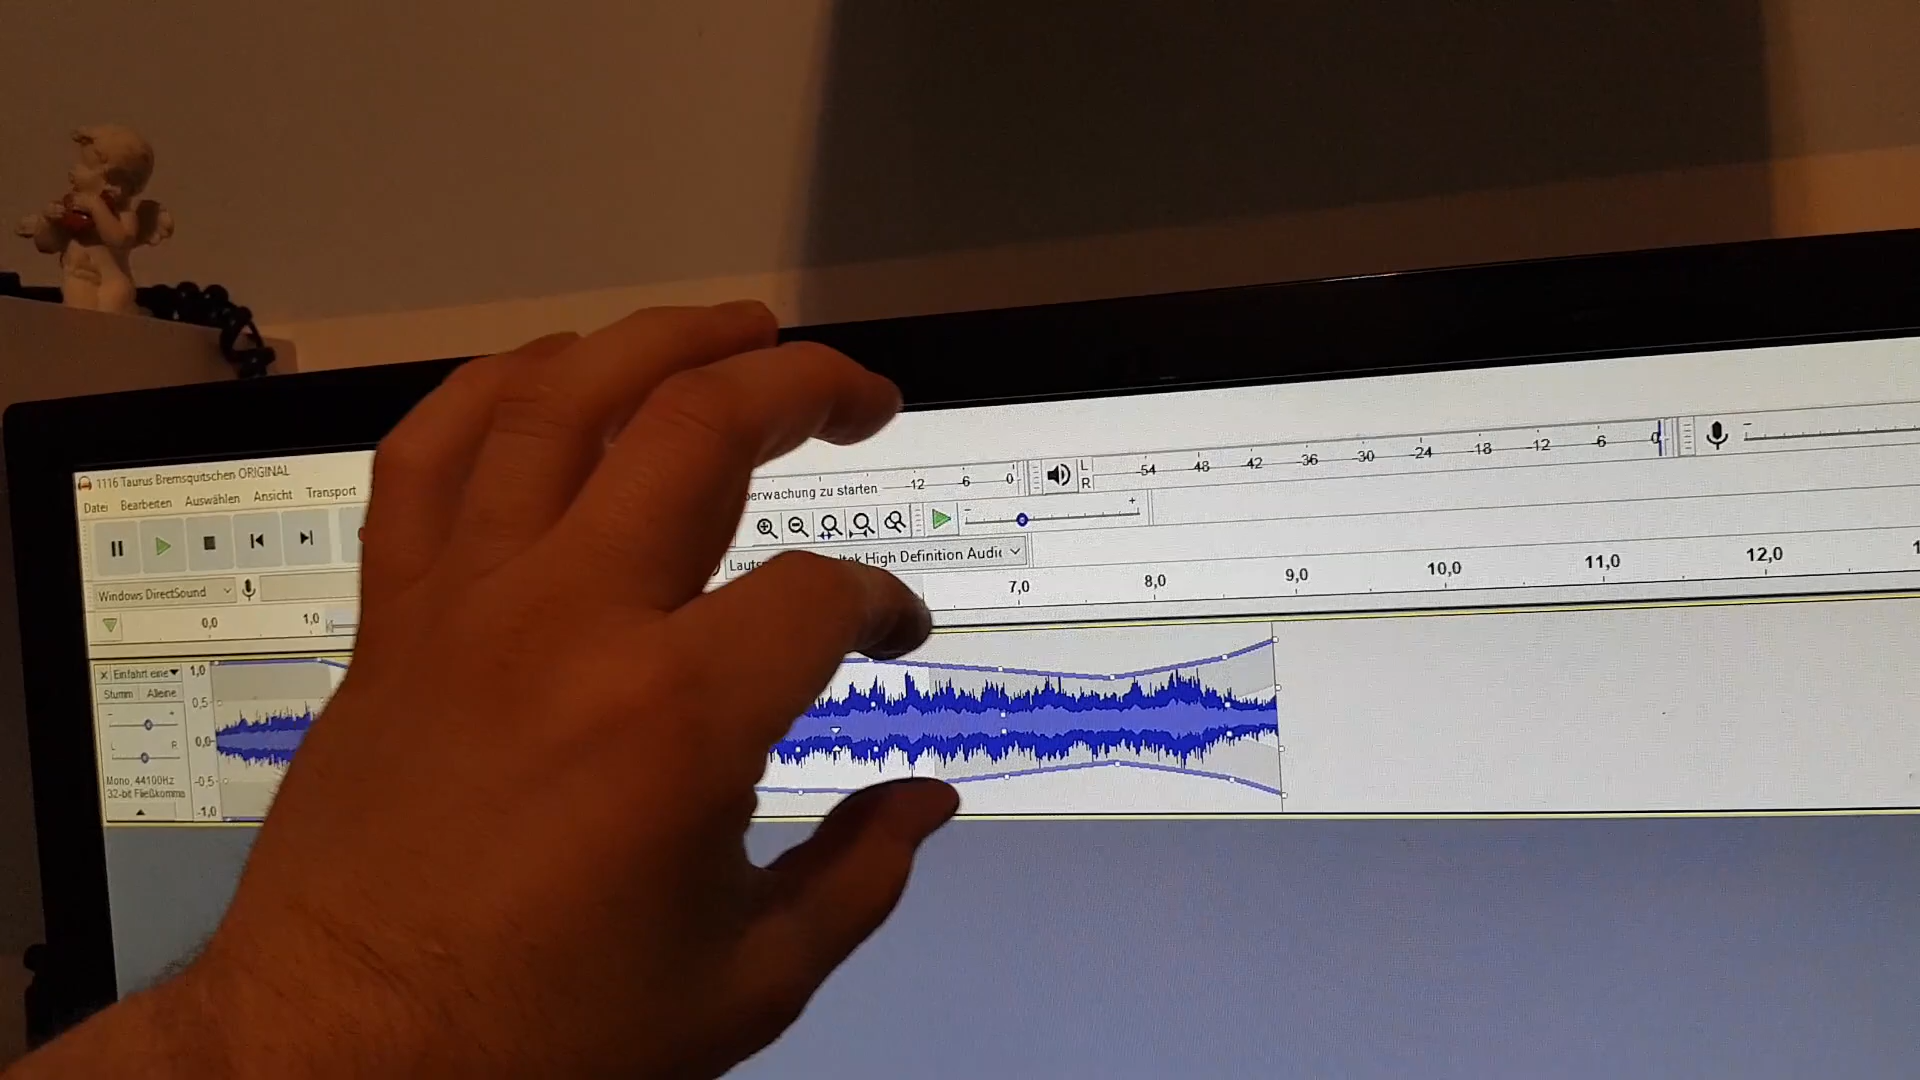 1116 Taurus Bremsquitschen ORIGINAL
Datei Bearbeiten Auswählen Ansicht Transport
-12 -6 0
L
R
-54 -48 -42 -36 -30 -24 -18 -12 -6 0
zu starten
Windows DirectSound
High Definition Audic
0,0 1,0 7,0 8,0 9,0 10,0 11,0 12,0
Einfahrt eine
Stumm Alleine
L R
Mono, 44100Hz
32-bit Fließkomma
1,0
0,5
0,0
-0,5
-1,0